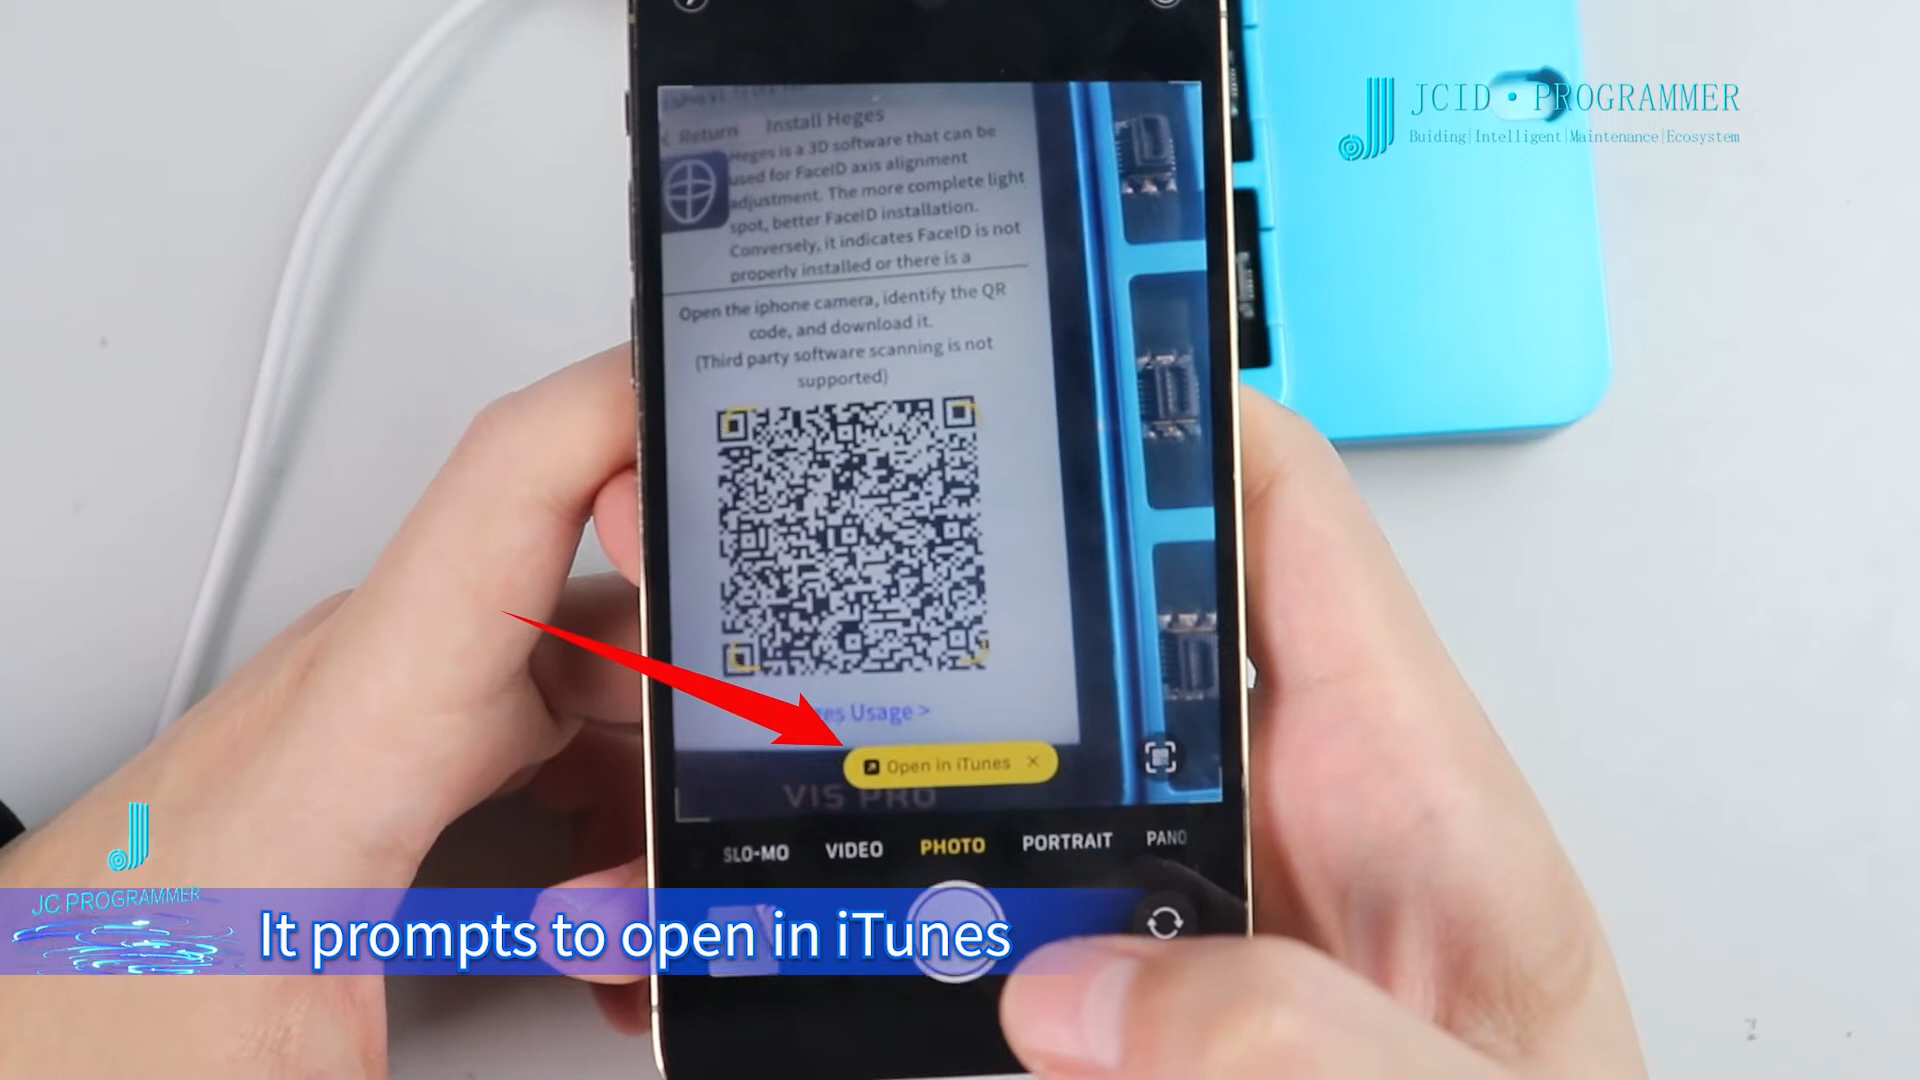 JCID·PROGRAMMER
Buiding|Intelligent|Maintenance|Ecosystem
Return Install Heges
Heges is a 3D software that can be
used for FaceID axis alignment
adjustment. The more complete light
spot, better FaceID installation.
Conversely, it indicates FaceID is not
properly installed or there is a
Open the iphone camera, identify the QR
code, and download it.
(Third party software scanning is not
supported)
Usage >
Open in iTunes
VIS PRO
SLO-MO VIDEO PHOTO PORTRAIT PANO
JC PROGRAMMER
It prompts to open in iTunes